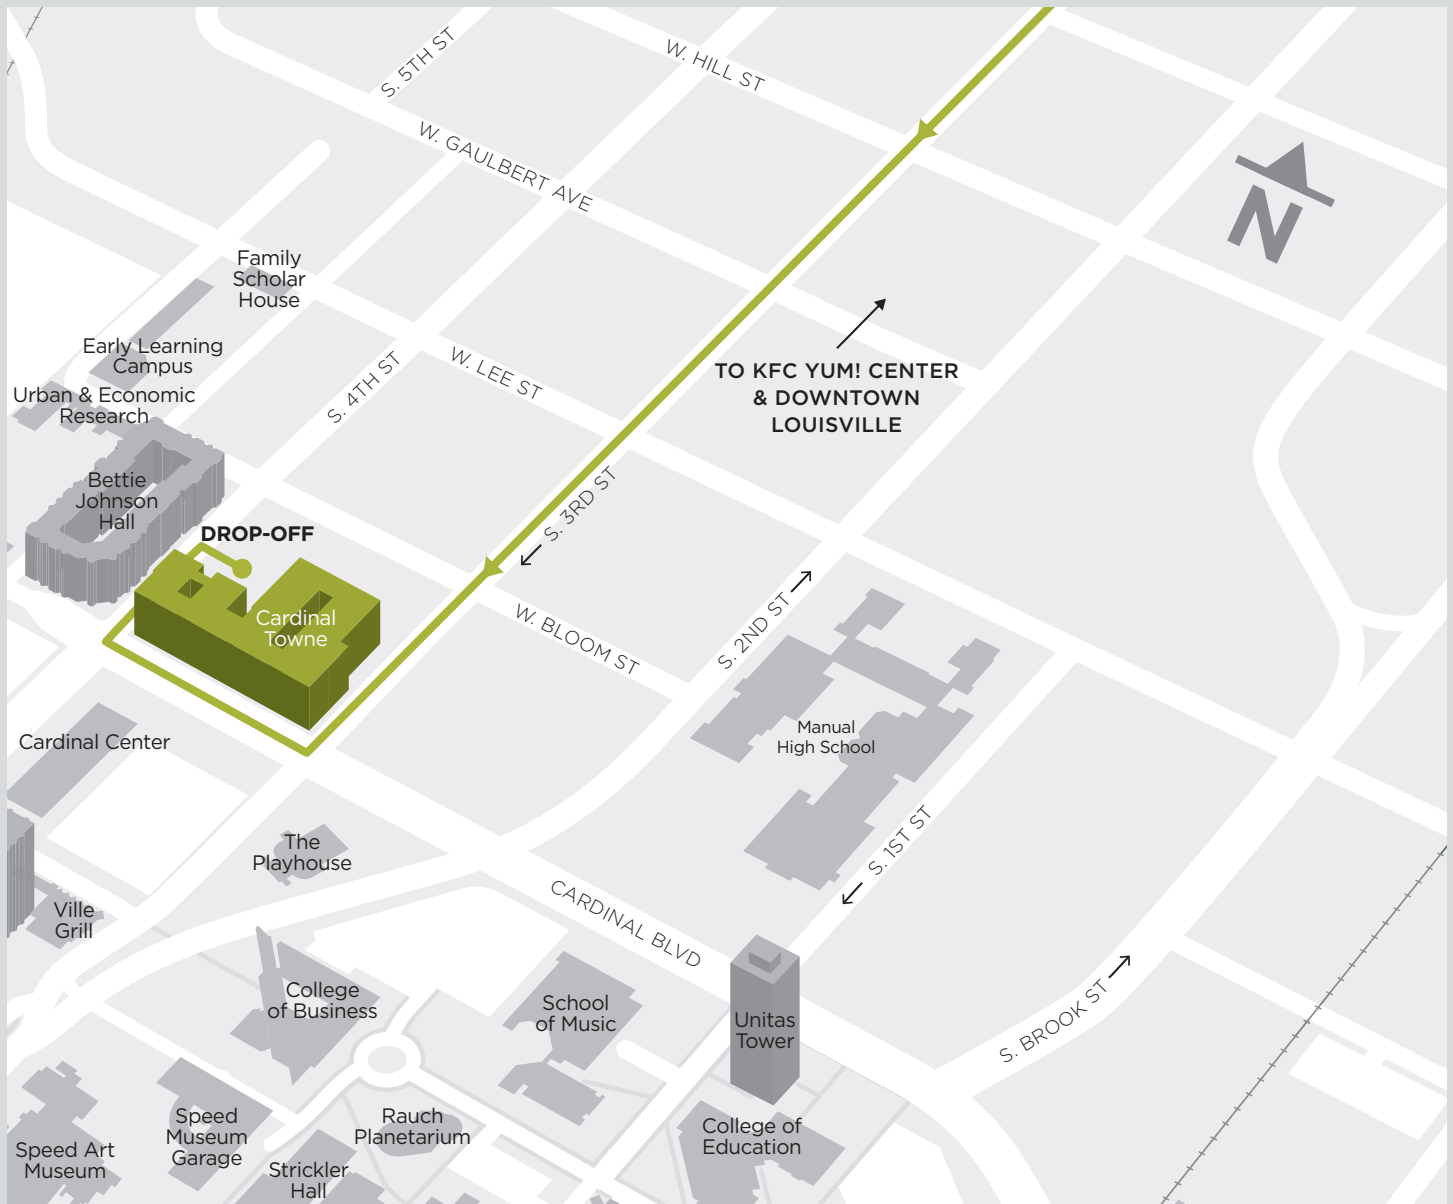 S. 5TH ST
W. HILL ST
W. GAULBERT AVE
N
Family
Scholar
House
Early Learning
Campus
Urban & Economic
Research
S. 4TH ST
W. LEE ST
TO KFC YUM! CENTER
& DOWNTOWN
LOUISVILLE
Bettie
Johnson
Hall
S. 3RD ST
DROP-OFF
Cardinal
Towne
W. BLOOM ST
S. 2ND ST
Manual
High School
Cardinal Center
The
Playhouse
S. 1ST ST
Ville
Grill
CARDINAL BLVD
College
of Business
School
of Music
Unitas
Tower
S. BROOK ST
Speed
Museum
Garage
Rauch
Planetarium
College of
Education
Speed Art
Museum
Strickler
Hall